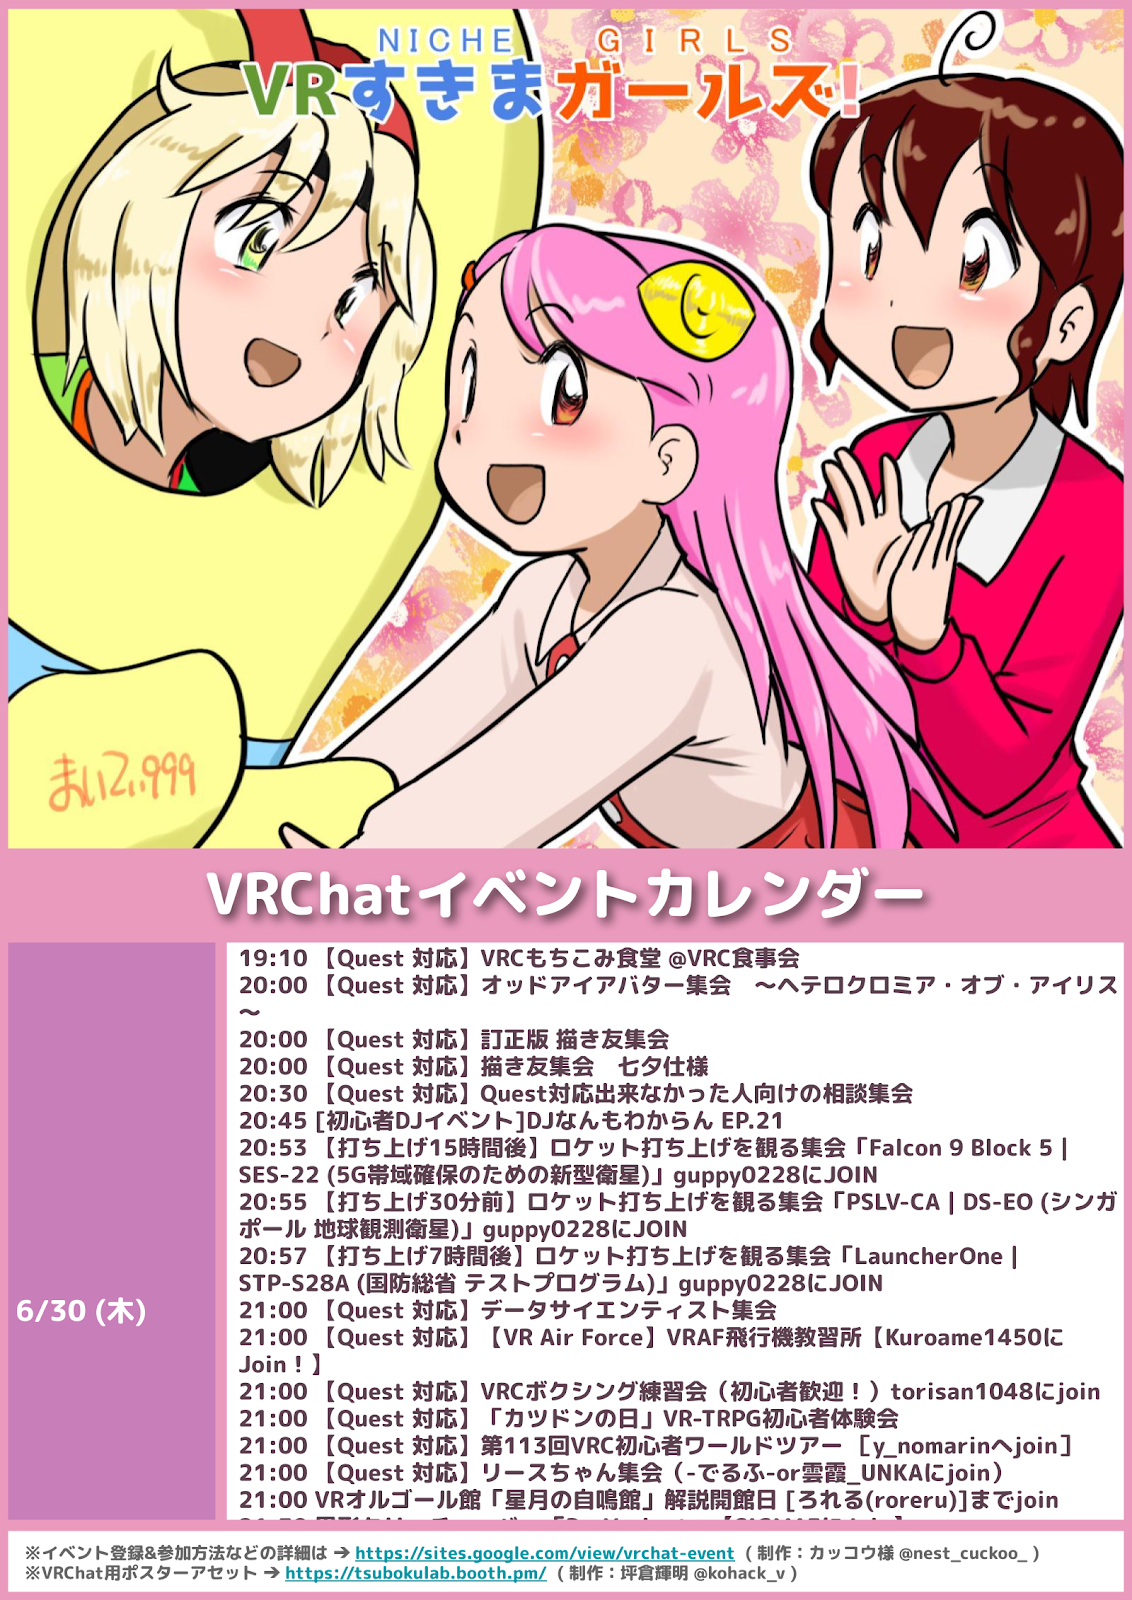 NICHE GIRLS
VRすきまガールズ!
まいてぃ999
VRChatイベントカレンダー
6/30 (木)
19:10 【Quest 対応】VRCもちこみ食堂 @VRC食事会
20:00 【Quest 対応】オッドアイアバター集会　～ヘテロクロミア・オブ・アイリス
～
20:00 【Quest 対応】訂正版 描き友集会
20:00 【Quest 対応】描き友集会　七夕仕様
20:30 【Quest 対応】Quest対応出来なかった人向けの相談集会
20:45 [初心者DJイベント]DJなんもわからん EP.21
20:53 【打ち上げ15時間後】ロケット打ち上げを観る集会「Falcon 9 Block 5 |
SES-22 (5G帯域確保のための新型衛星)」guppy0228にJOIN
20:55 【打ち上げ30分前】ロケット打ち上げを観る集会「PSLV-CA | DS-EO (シンガ
ポール 地球観測衛星)」guppy0228にJOIN
20:57 【打ち上げ7時間後】ロケット打ち上げを観る集会「LauncherOne |
STP-S28A (国防総省 テストプログラム)」guppy0228にJOIN
21:00 【Quest 対応】データサイエンティスト集会
21:00 【Quest 対応】【VR Air Force】VRAF飛行機教習所【Kuroame1450に
Join！】
21:00 【Quest 対応】VRCボクシング練習会（初心者歓迎！）torisan1048にjoin
21:00 【Quest 対応】「カツドンの日」VR-TRPG初心者体験会
21:00 【Quest 対応】第113回VRC初心者ワールドツアー ［y_nomarinへjoin］
21:00 【Quest 対応】リースちゃん集会（-でるふ-or雲霞_UNKAにjoin）
21:00 VRオルゴール館「星月の自鳴館」解説開館日 [ろれる(roreru)]までjoin
※イベント登録&参加方法などの詳細は ➔ https://sites.google.com/view/vrchat-event （制作：カッコウ様 @nest_cuckoo_ ）
※VRChat用ポスターアセット ➔ https://tsubokulab.booth.pm/ （制作：坪倉輝明 @kohack_v ）